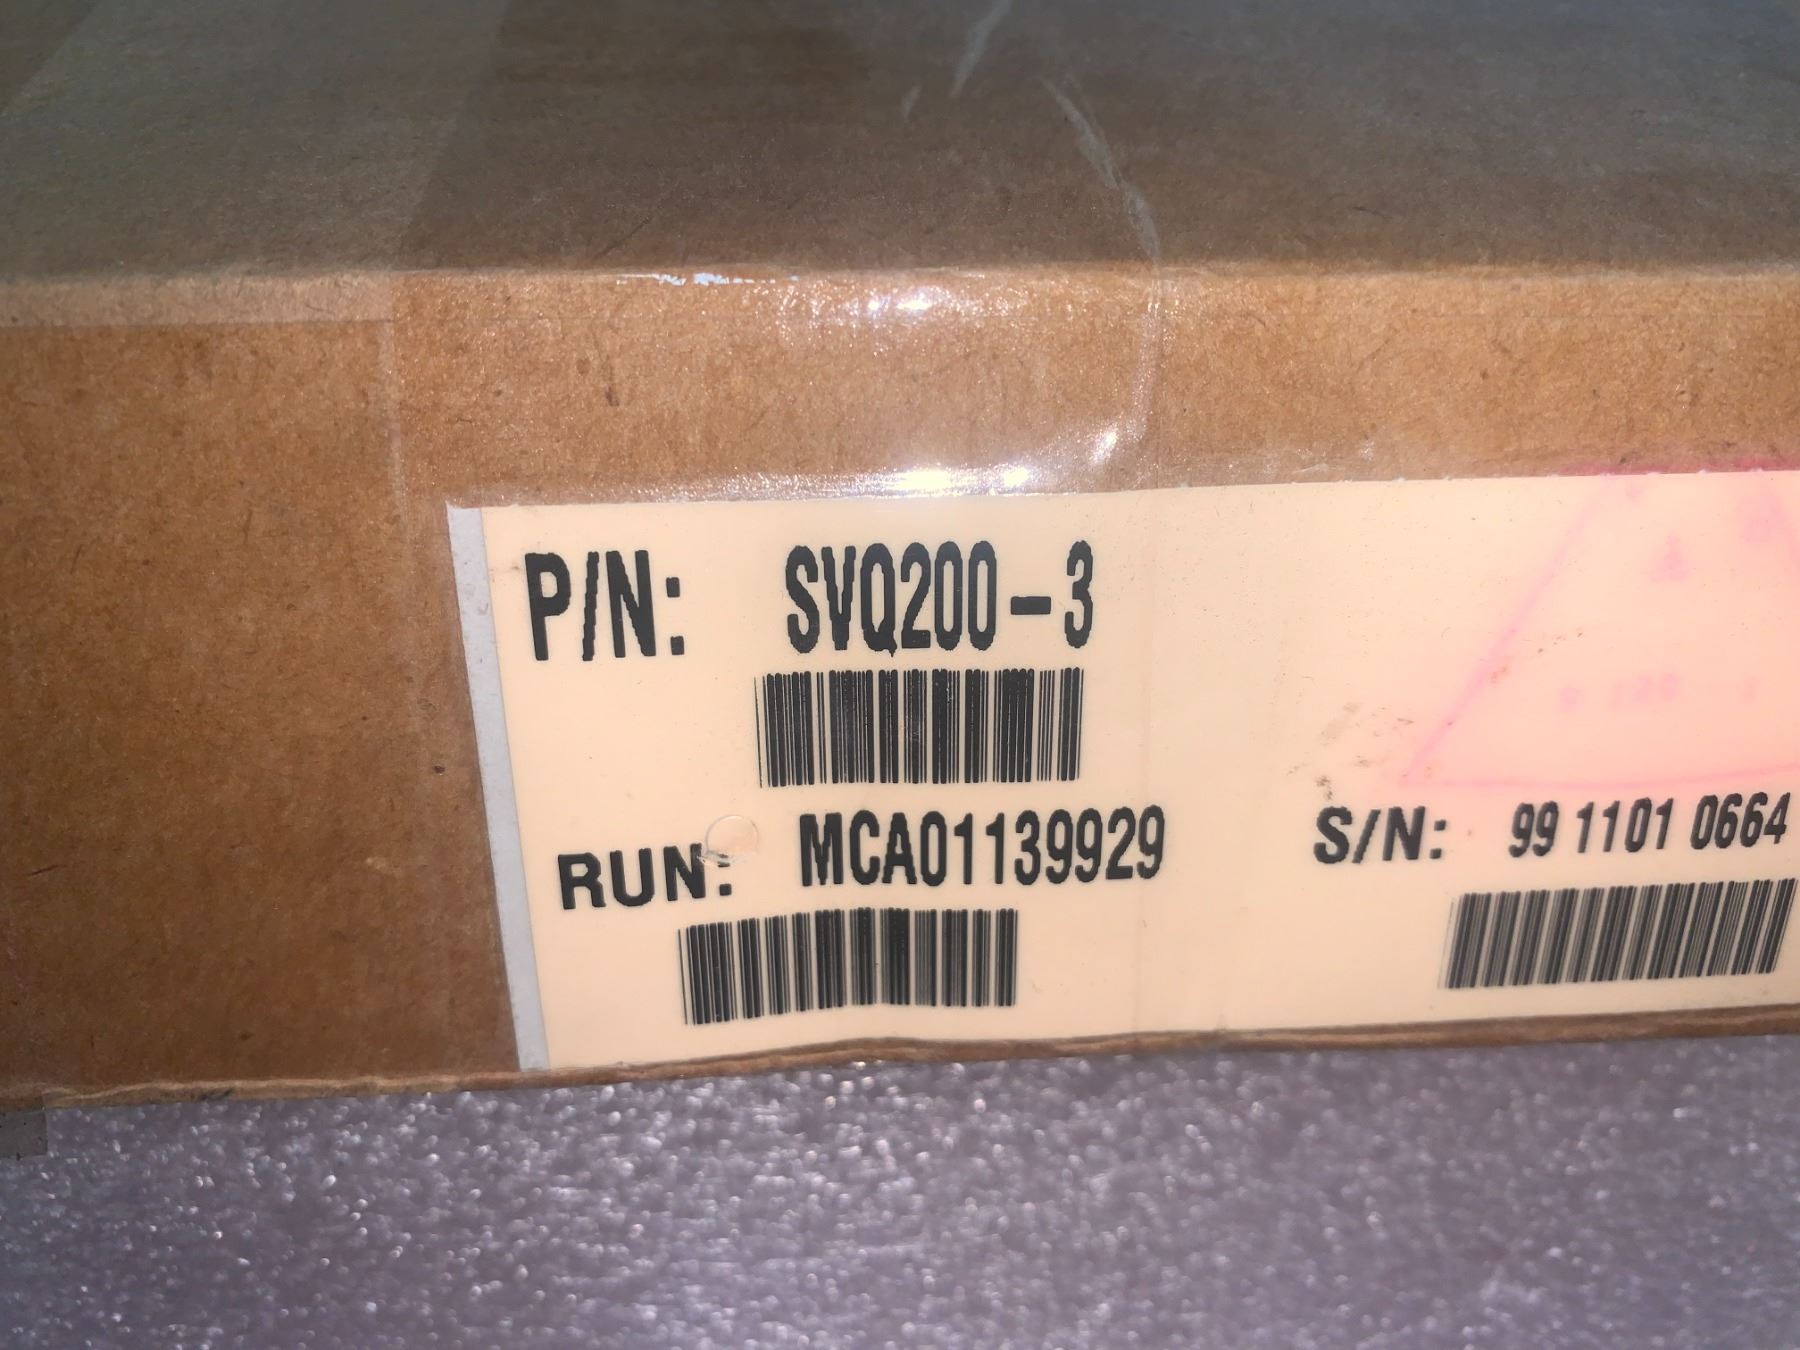 P/N: SVQ200-3
RUN: MCA01139929
S/N: 99 1101 0664